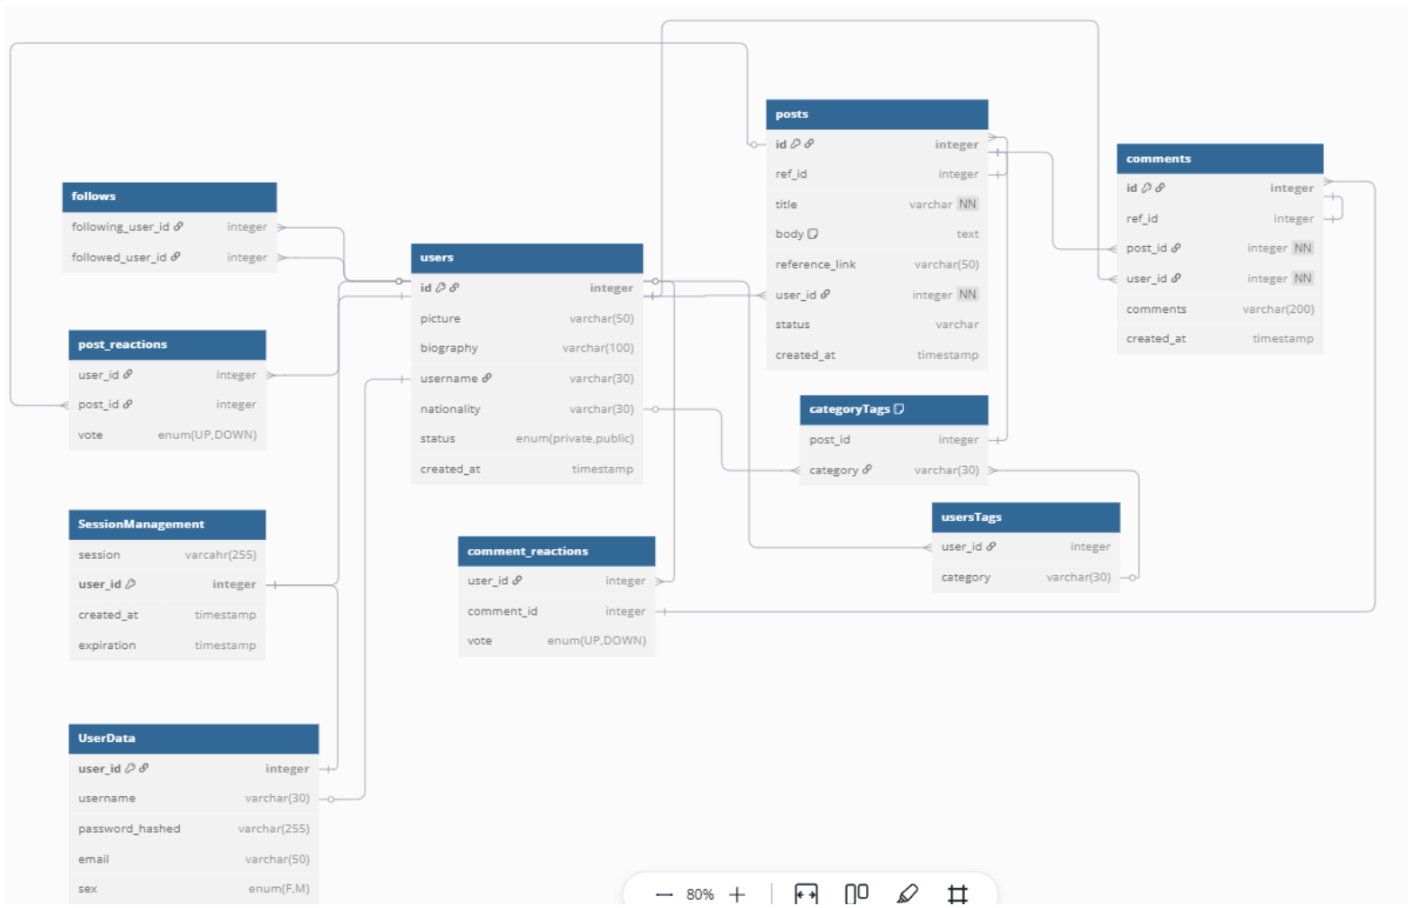 posts
id integer
ref_id integer
title varchar NN
body text
reference_link varchar(50)
user_id integer NN
status varchar
created_at timestamp
comments
id integer
ref_id integer
post_id integer NN
user_id integer NN
comments varchar(200)
created_at timestamp
follows
following_user_id integer
followed_user_id integer
users
id integer
picture varchar(50)
biography varchar(100)
username varchar(30)
nationality varchar(30)
status enum(private,public)
created_at timestamp
post_reactions
user_id integer
post_id integer
vote enum(UP,DOWN)
categoryTags
post_id integer
category varchar(30)
usersTags
user_id integer
category varchar(30)
SessionManagement
session varcahr(255)
user_id integer
created_at timestamp
expiration timestamp
comment_reactions
user_id integer
comment_id integer
vote enum(UP,DOWN)
UserData
user_id integer
username varchar(30)
password_hashed varchar(255)
email varchar(50)
sex enum(F,M)
80%